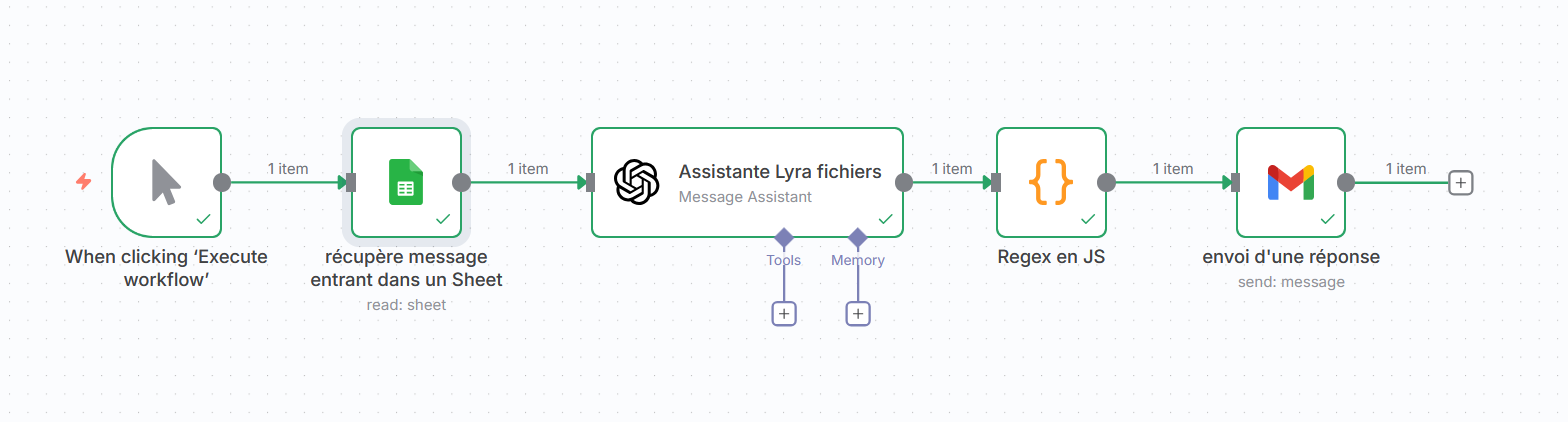 1 item
1 item
1 item
1 item
1 item
Assistante Lyra fichiers
Message Assistant
Tools
Memory
When clicking ‘Execute
workflow’
récupère message
entrant dans un Sheet
read: sheet
Regex en JS
envoi d'une réponse
send: message